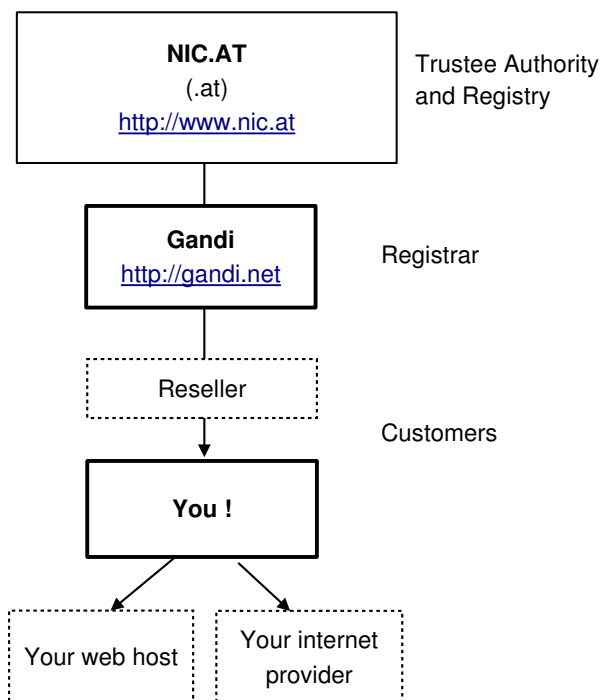 NIC.AT
(.at)
http://www.nic.at
Trustee Authority
and Registry
Gandi
http://gandi.net
Registrar
Reseller
Customers
You !
Your web host
Your internet
provider